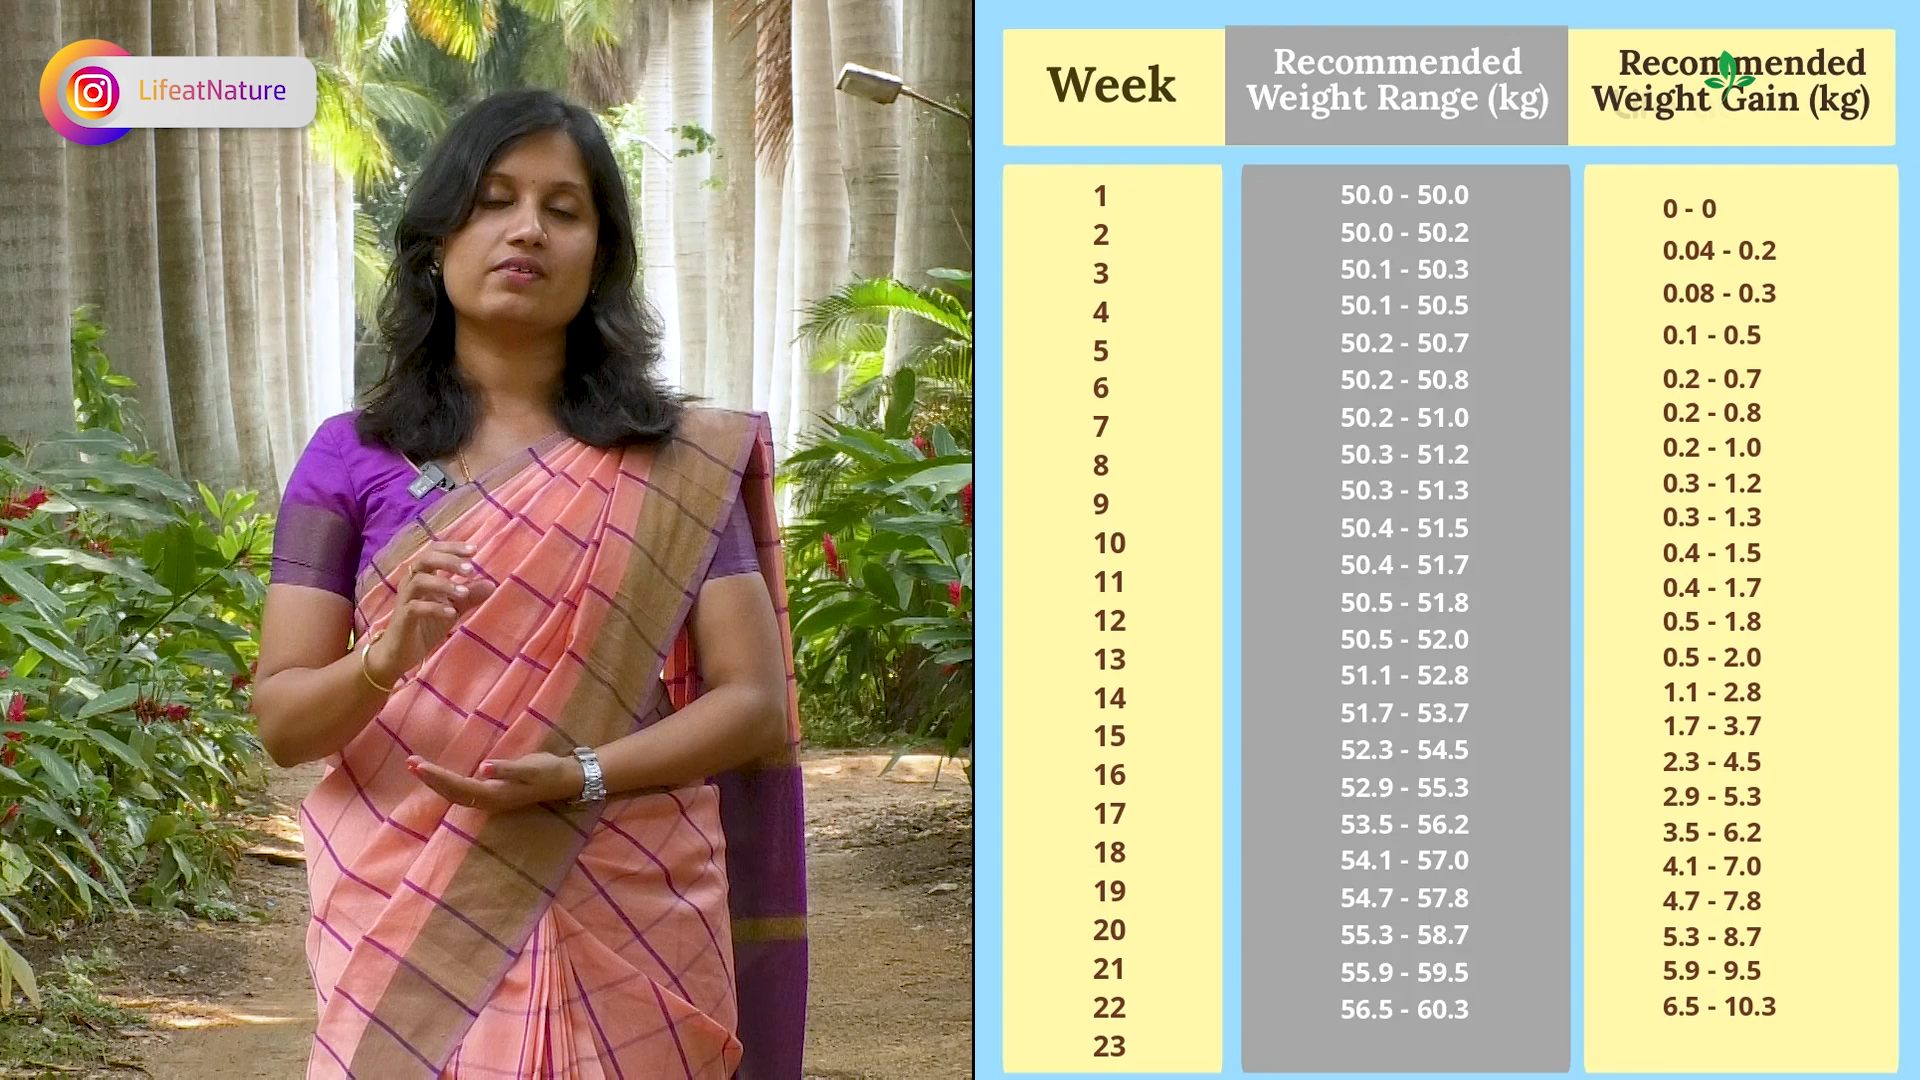 LifeatNature
Week Recommended Weight Range (kg) Recommended Weight Gain (kg)
1 50.0 - 50.0 0 - 0
2 50.0 - 50.2 0.04 - 0.2
3 50.1 - 50.3 0.08 - 0.3
4 50.1 - 50.5 0.1 - 0.5
5 50.2 - 50.7 0.2 - 0.7
6 50.2 - 50.8 0.2 - 0.8
7 50.2 - 51.0 0.2 - 1.0
8 50.3 - 51.2 0.3 - 1.2
9 50.3 - 51.3 0.3 - 1.3
10 50.4 - 51.5 0.4 - 1.5
11 50.4 - 51.7 0.4 - 1.7
12 50.5 - 51.8 0.5 - 1.8
13 50.5 - 52.0 0.5 - 2.0
14 51.1 - 52.8 1.1 - 2.8
15 51.7 - 53.7 1.7 - 3.7
16 52.3 - 54.5 2.3 - 4.5
17 52.9 - 55.3 2.9 - 5.3
18 53.5 - 56.2 3.5 - 6.2
19 54.1 - 57.0 4.1 - 7.0
20 54.7 - 57.8 4.7 - 7.8
21 55.3 - 58.7 5.3 - 8.7
22 55.9 - 59.5 5.9 - 9.5
23 56.5 - 60.3 6.5 - 10.3